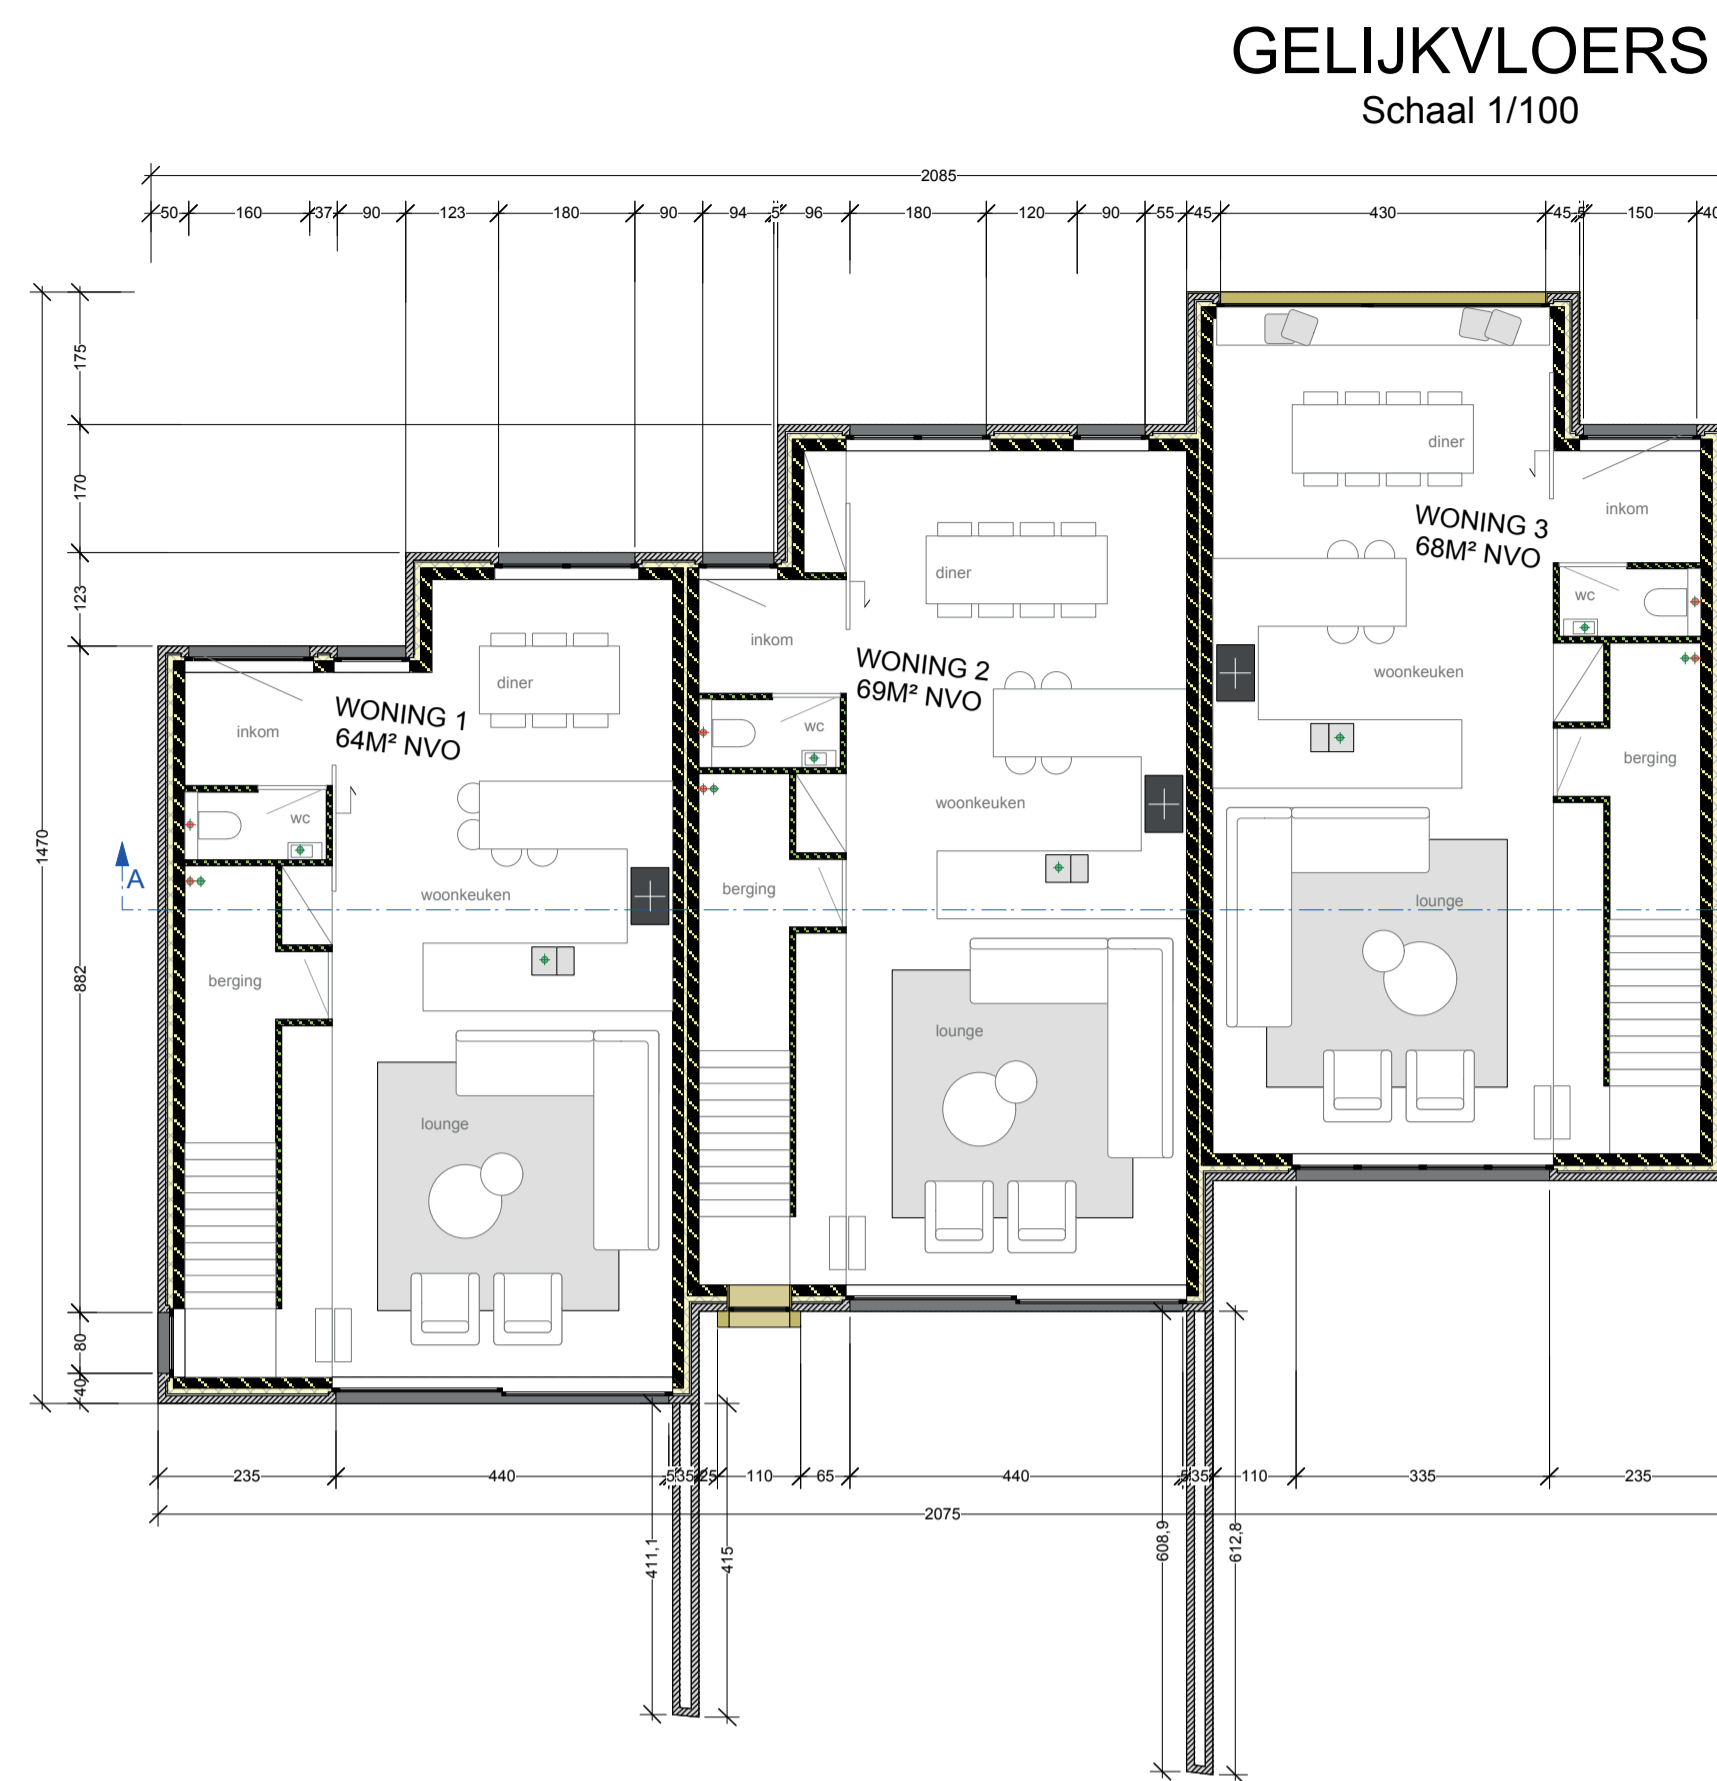 GELIJKVLOERS
Schaal 1/100
2085
50 160 37 90 123 180 90 94 5 96 180 120 90 55 45 430 45 5 150 40
175
170
123
1470
882
80
40
diner
inkom
WONING 3
68M² NVO
wc
woonkeuken
berging
lounge
diner
inkom
WONING 2
69M² NVO
wc
woonkeuken
berging
lounge
diner
WONING 1
64M² NVO
inkom
wc
woonkeuken
berging
lounge
A
235 440 5 35 25 110 65 440 5 35 110 335 235
2075
411,1
415
608,9
612,8